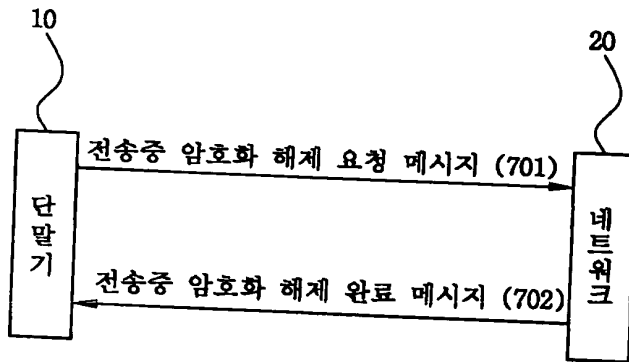 10
20
전송중 암호화 해제 요청 메시지 (701)
단말기
네트워크
전송중 암호화 해제 완료 메시지 (702)